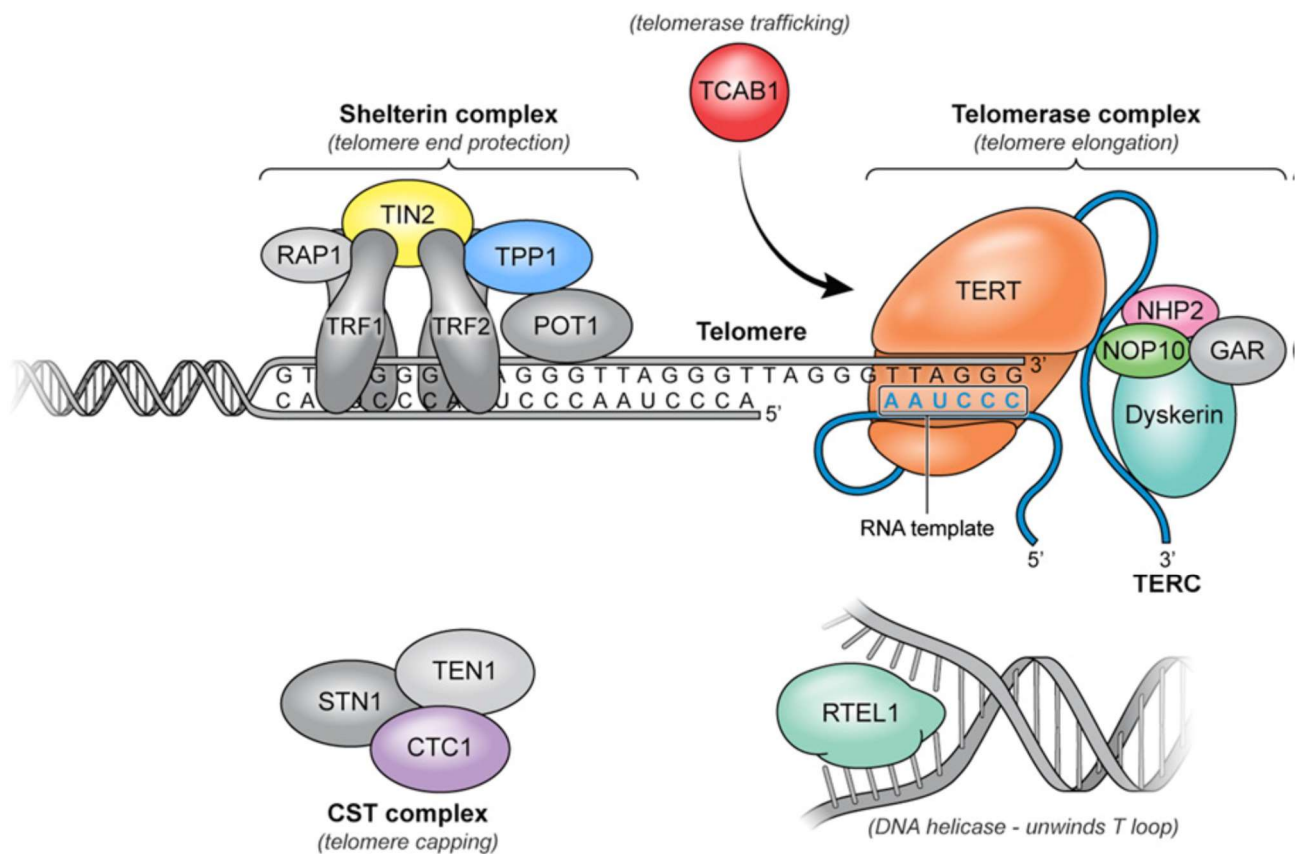 (telomerase trafficking)
TCAB1
Shelterin complex
(telomere end protection)
Telomerase complex
(telomere elongation)
TIN2
RAP1
TPP1
TRF1
TRF2
POT1
Telomere
TERT
NHP2
NOP10
GAR
Dyskerin
3’
G T G G G A G G G T T A G G G T T A G G G T T A G G G
C A C C C A U C C C A A U C C C A
5’
A A U C C C
RNA template
5’
3’
TERC
TEN1
STN1
CTC1
CST complex
(telomere capping)
RTEL1
(DNA helicase - unwinds T loop)